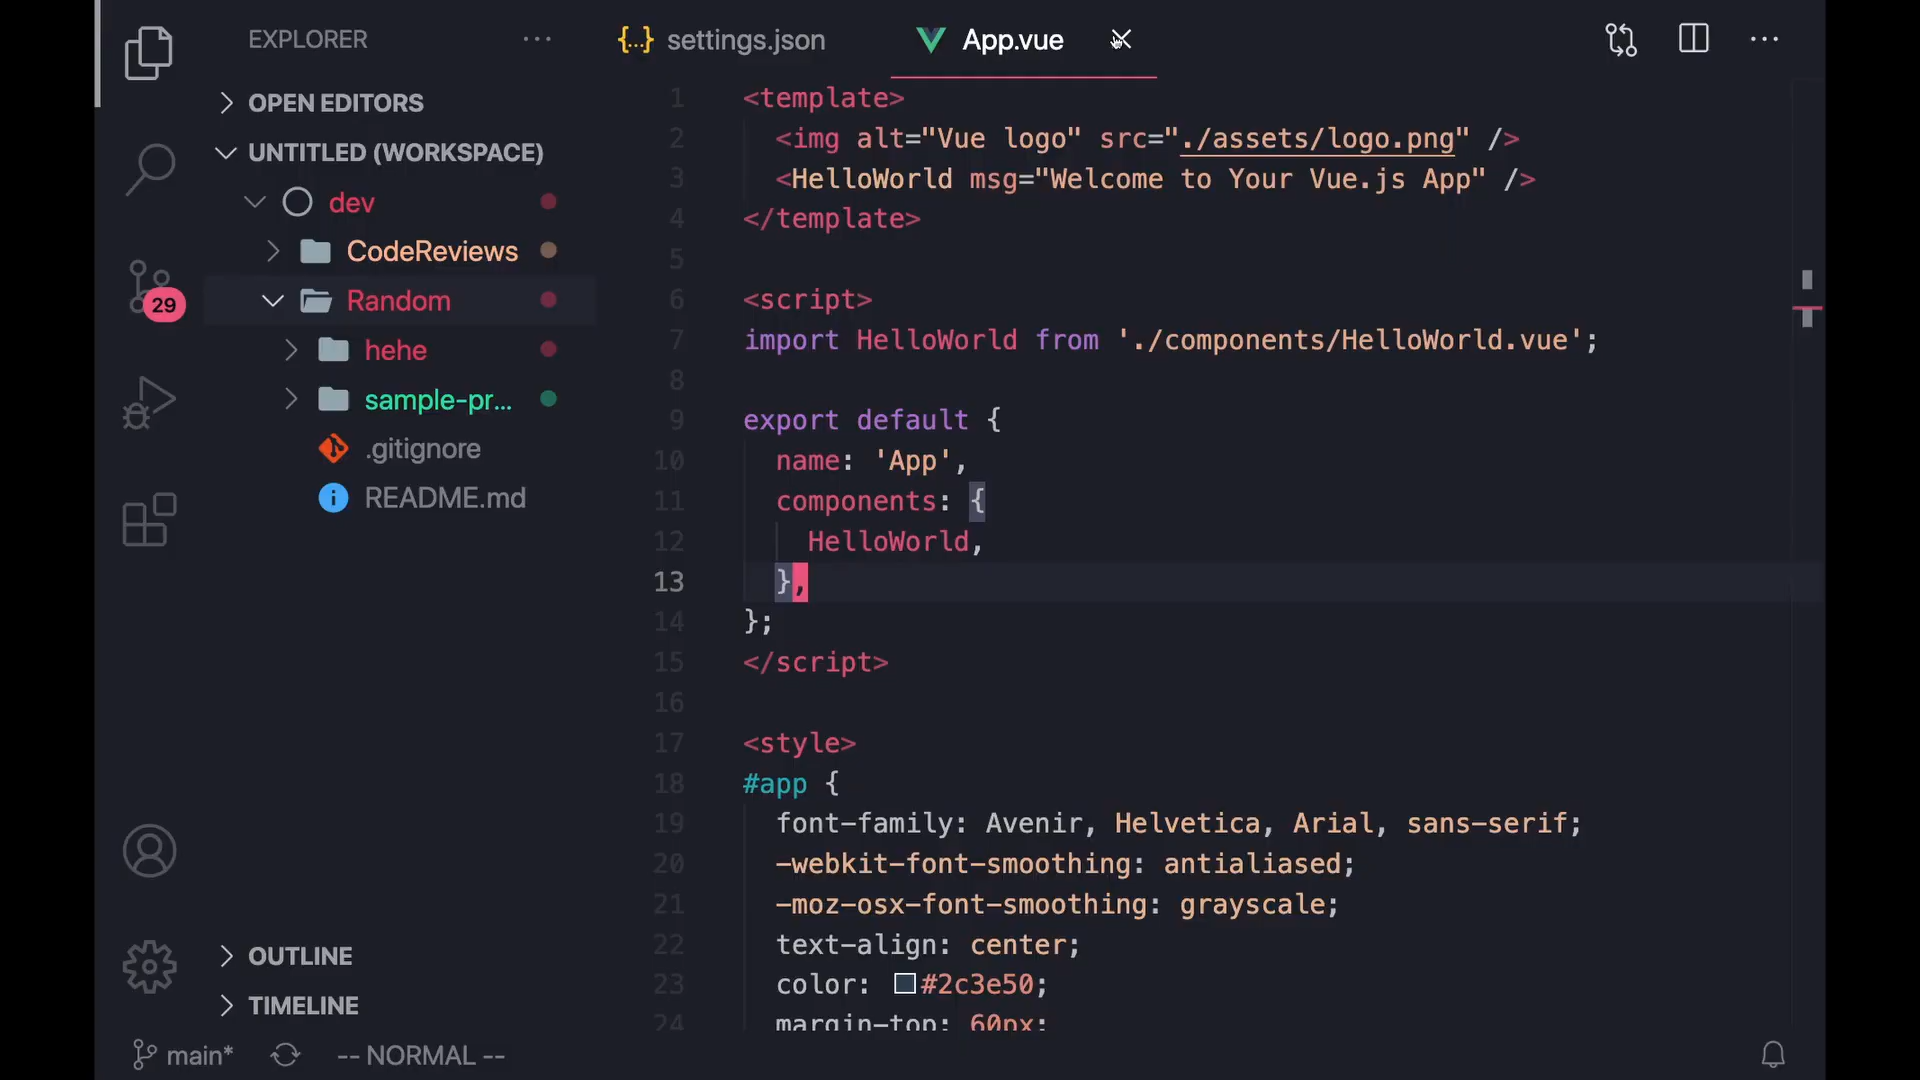 EXPLORER
OPEN EDITORS
UNTITLED (WORKSPACE)
dev
CodeReviews
Random
hehe
sample-pr...
.gitignore
README.md
29
OUTLINE
TIMELINE
{...} settings.json
App.vue
1 <template>
2 <img alt="Vue logo" src="./assets/logo.png" />
3 <HelloWorld msg="Welcome to Your Vue.js App" />
4 </template>
5
6 <script>
7 import HelloWorld from './components/HelloWorld.vue';
8
9 export default {
10 name: 'App',
11 components: {
12 HelloWorld,
13 },
14 };
15 </script>
16
17 <style>
18 #app {
19 font-family: Avenir, Helvetica, Arial, sans-serif;
20 -webkit-font-smoothing: antialiased;
21 -moz-osx-font-smoothing: grayscale;
22 text-align: center;
23 color: #2c3e50;
24 margin-top: 60px;
main* -- NORMAL --